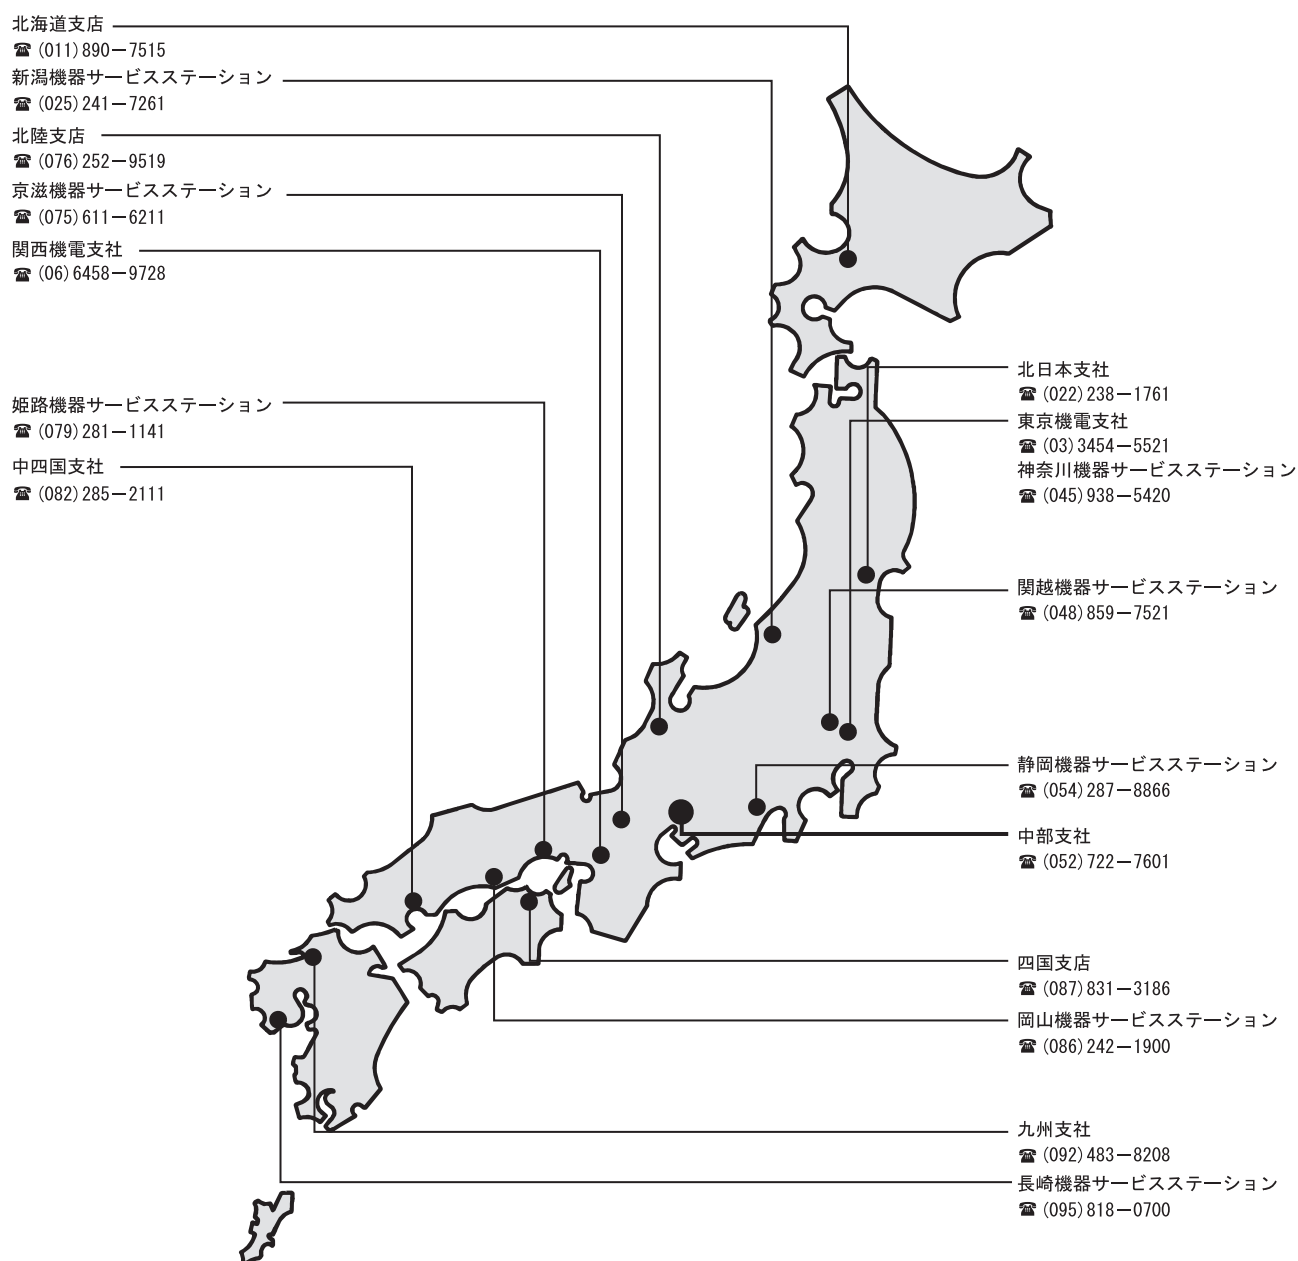 北海道支店
☎ (011)890−7515
新潟機器サービスステーション
☎ (025)241−7261
北陸支店
☎ (076)252−9519
京滋機器サービスステーション
☎ (075)611−6211
関西機電支社
☎ (06)6458−9728
姫路機器サービスステーション
☎ (079)281−1141
中四国支社
☎ (082)285−2111
北日本支社
☎ (022)238−1761
東京機電支社
☎ (03)3454−5521
神奈川機器サービスステーション
☎ (045)938−5420
関越機器サービスステーション
☎ (048)859−7521
静岡機器サービスステーション
☎ (054)287−8866
中部支社
☎ (052)722−7601
四国支店
☎ (087)831−3186
岡山機器サービスステーション
☎ (086)242−1900
九州支社
☎ (092)483−8208
長崎機器サービスステーション
☎ (095)818−0700